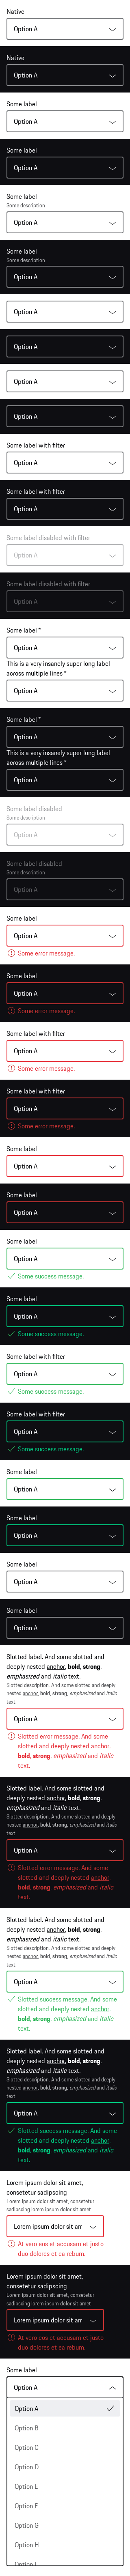 Native
Option A
Native
Option A
Some label
Option A
Some label
Option A
Some label
Some description
Option A
Some label
Some description
Option A
Option A
Option A
Option A
Option A
Some label with filter
Option A
Some label with filter
Option A
Some label disabled with filter
Option A
Some label disabled with filter
Option A
Some label *
Option A
This is a very insanely super long label
across multiple lines *
Option A
Some label *
Option A
This is a very insanely super long label
across multiple lines *
Option A
Some label disabled
Some description
Option A
Some label disabled
Some description
Option A
Some label
Option A
Some error message.
Some label
Option A
Some error message.
Some label with filter
Option A
Some error message.
Some label with filter
Option A
Some error message.
Some label
Option A
Some label
Option A
Some label
Option A
Some success message.
Some label
Option A
Some success message.
Some label with filter
Option A
Some success message.
Some label with filter
Option A
Some success message.
Some label
Option A
Some label
Option A
Some label
Option A
Some label
Option A
Slotted label. And some slotted and
deeply nested anchor, bold, strong,
emphasized and italic text.
Slotted description. And some slotted and deeply
nested anchor, bold, strong, emphasized and italic
text.
Option A
Slotted error message. And some
slotted and deeply nested anchor,
bold, strong, emphasized and italic
text.
Slotted label. And some slotted and
deeply nested anchor, bold, strong,
emphasized and italic text.
Slotted description. And some slotted and deeply
nested anchor, bold, strong, emphasized and italic
text.
Option A
Slotted error message. And some
slotted and deeply nested anchor,
bold, strong, emphasized and italic
text.
Slotted label. And some slotted and
deeply nested anchor, bold, strong,
emphasized and italic text.
Slotted description. And some slotted and deeply
nested anchor, bold, strong, emphasized and italic
text.
Option A
Slotted success message. And some
slotted and deeply nested anchor,
bold, strong, emphasized and italic
text.
Slotted label. And some slotted and
deeply nested anchor, bold, strong,
emphasized and italic text.
Slotted description. And some slotted and deeply
nested anchor, bold, strong, emphasized and italic
text.
Option A
Slotted success message. And some
slotted and deeply nested anchor,
bold, strong, emphasized and italic
text.
Lorem ipsum dolor sit amet,
consetetur sadipscing
Lorem ipsum dolor sit amet, consetetur
sadipscing lorem ipsum dolor sit amet
Lorem ipsum dolor sit am
At vero eos et accusam et justo
duo dolores et ea rebum.
Lorem ipsum dolor sit amet,
consetetur sadipscing
Lorem ipsum dolor sit amet, consetetur
sadipscing lorem ipsum dolor sit amet
Lorem ipsum dolor sit am
At vero eos et accusam et justo
duo dolores et ea rebum.
Some label
Option A
Option A
Option B
Option C
Option D
Option E
Option F
Option G
Option H
Option I